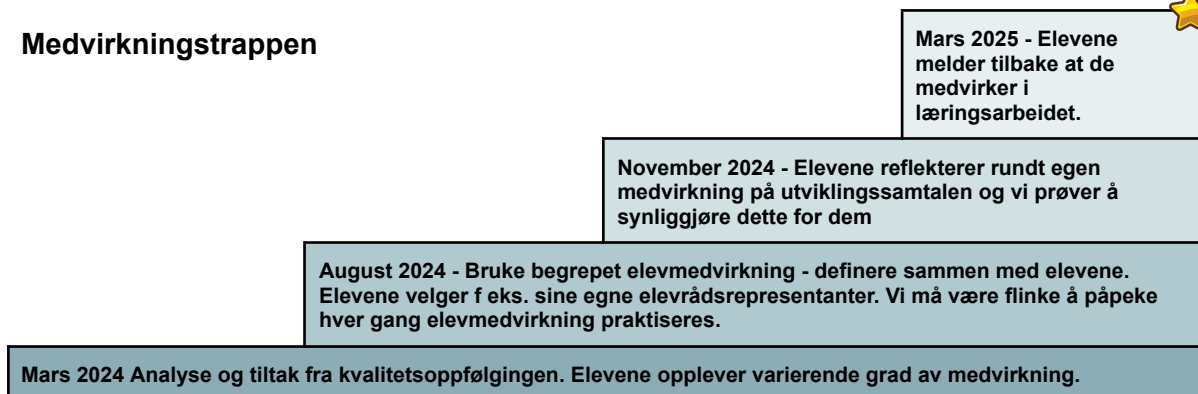 Medvirkningstrappen
Mars 2025 - Elevene
melder tilbake at de
medvirker i
læringsarbeidet.
November 2024 - Elevene reflekterer rundt egen
medvirkning på utviklingssamtalen og vi prøver å
synliggjøre dette for dem
August 2024 - Bruke begrepet elevmedvirkning - definere sammen med elevene.
Elevene velger f eks. sine egne elevrådsrepresentanter. Vi må være flinke å påpeke
hver gang elevmedvirkning praktiseres.
Mars 2024 Analyse og tiltak fra kvalitetsoppfølgingen. Elevene opplever varierende grad av medvirkning.